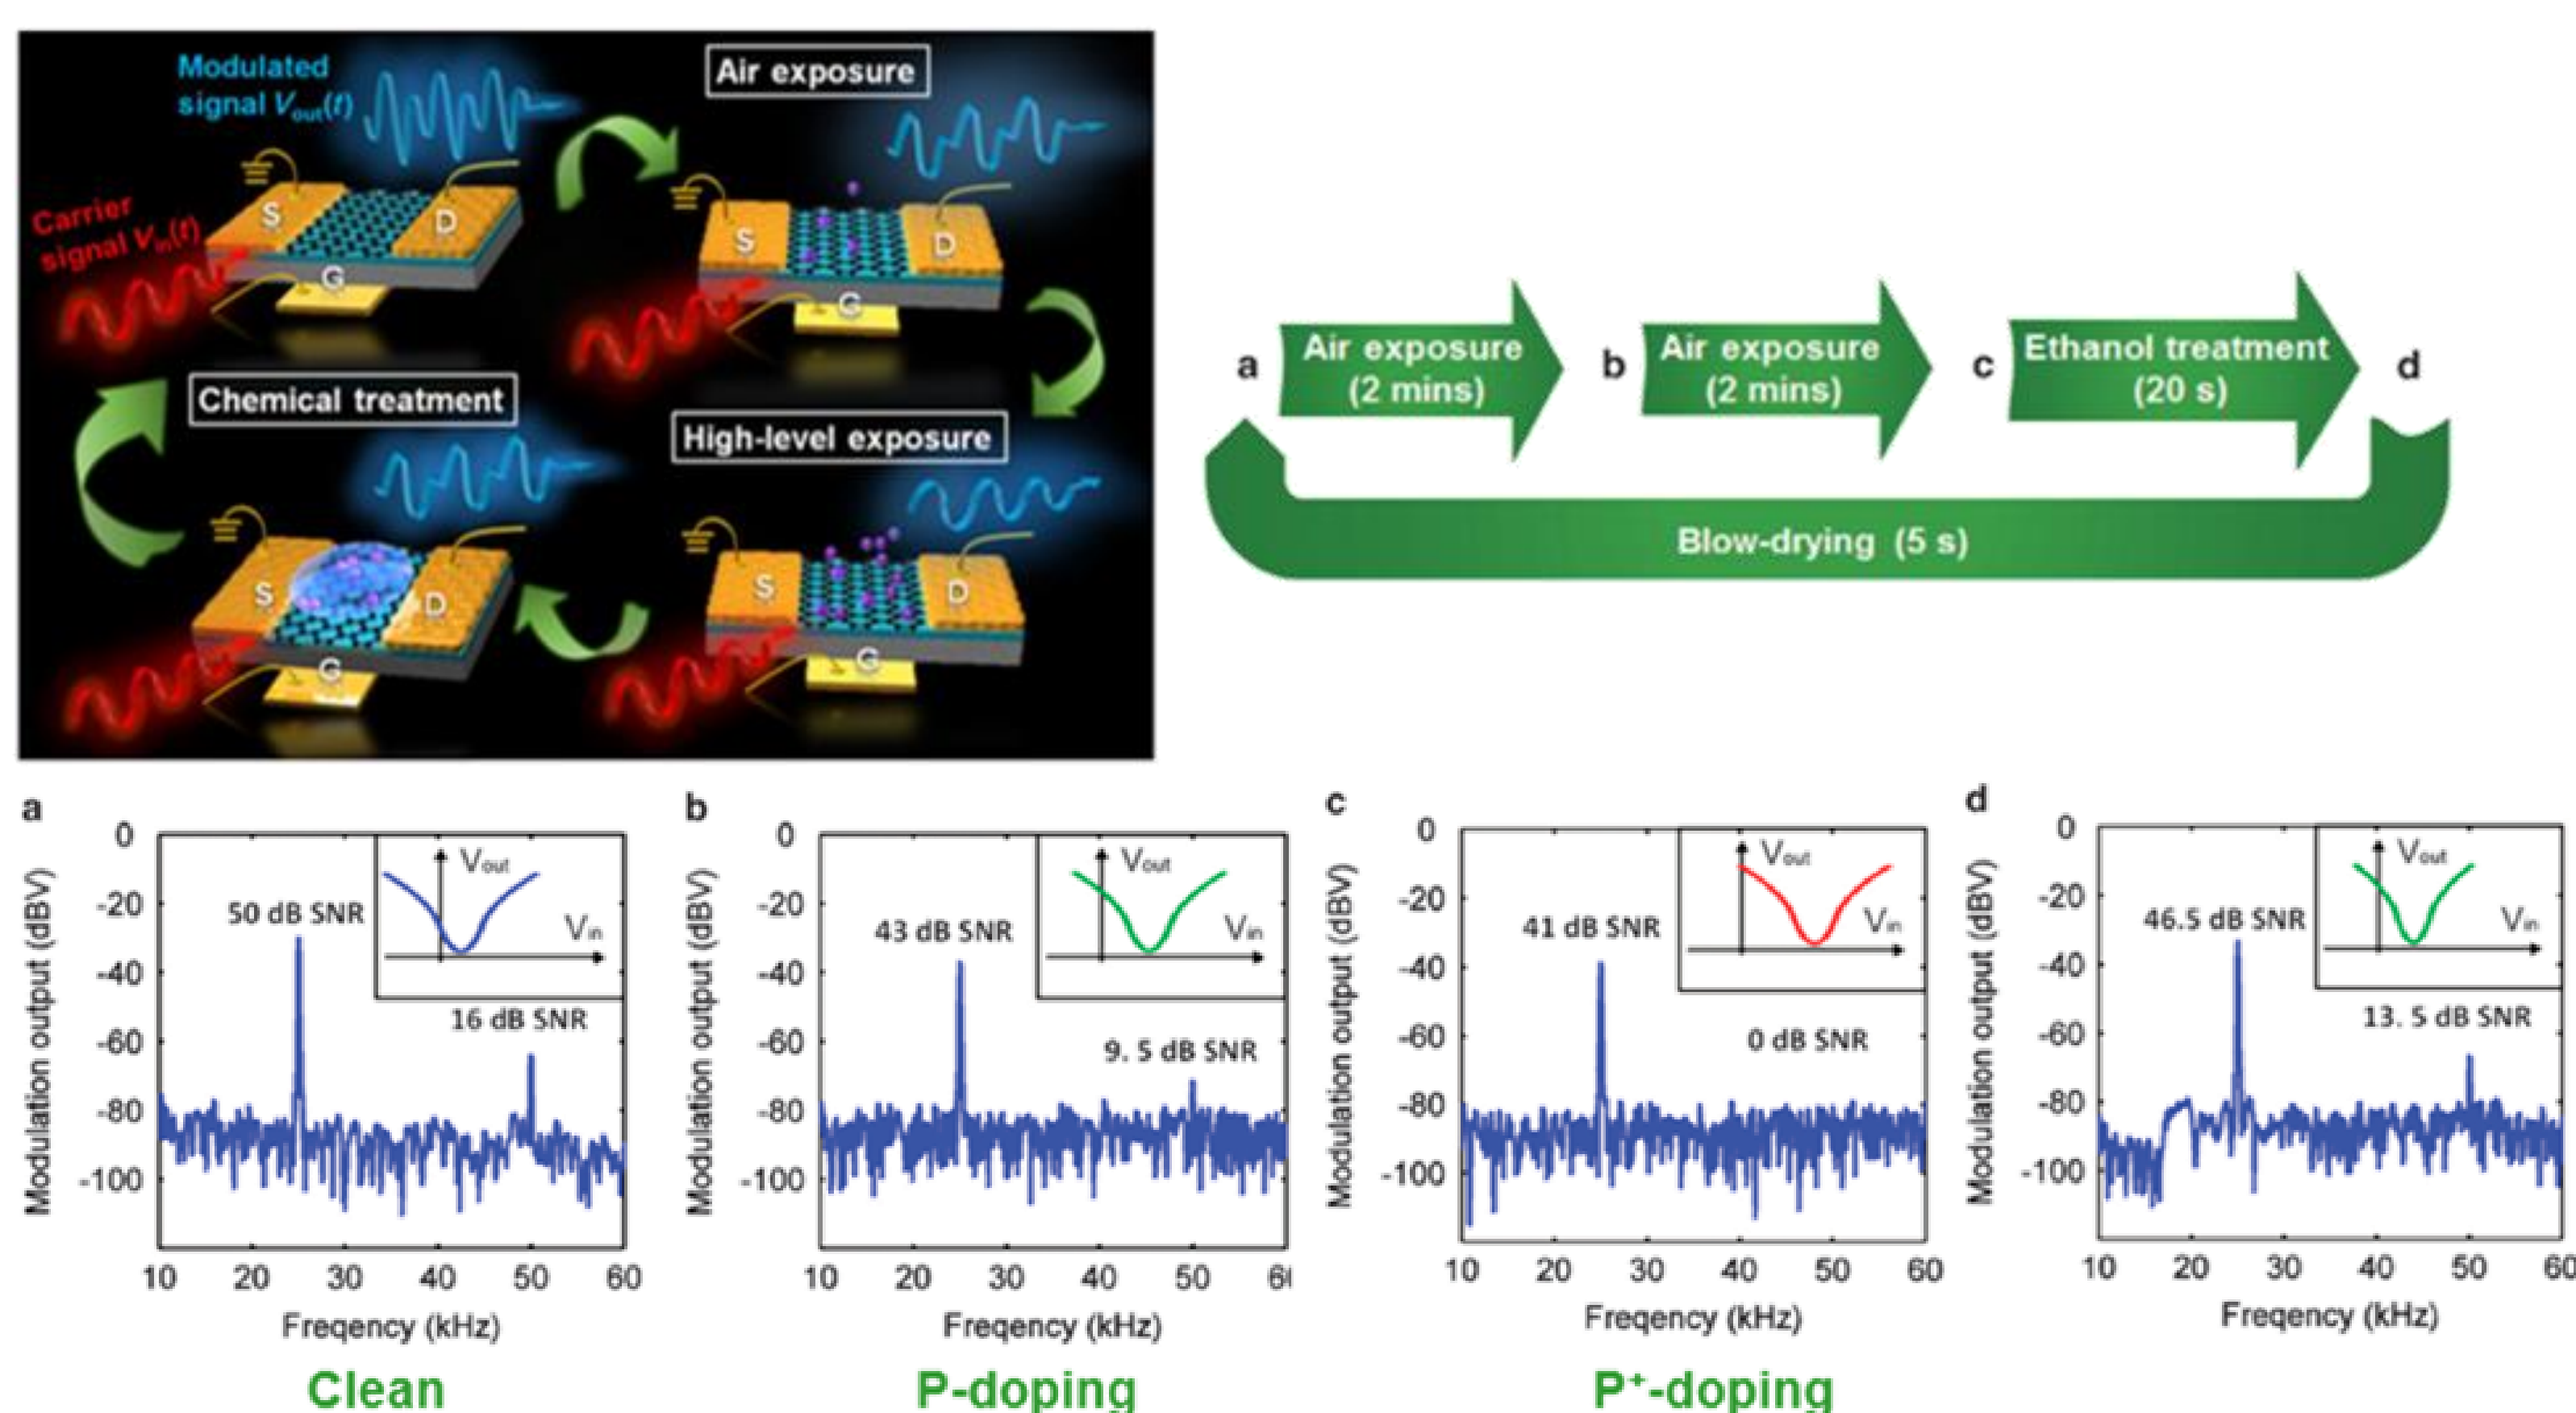 Modulated
signal Vout(t)
Air exposure
Carrier
signal Vin(t)
S
D
G
S
D
G
Chemical treatment
High-level exposure
S
D
G
S
D
G
a
Air exposure
(2 mins)
b
Air exposure
(2 mins)
c
Ethanol treatment
(20 s)
d
Blow-drying (5 s)
a
Modulation output (dBV)
0
-20
-40
-60
-80
-100
50 dB SNR
Vout
Vin
16 dB SNR
10 20 30 40 50 60
Freqency (kHz)
Clean
b
Modulation output (dBV)
0
-20
-40
-60
-80
-100
43 dB SNR
Vout
Vin
9. 5 dB SNR
10 20 30 40 50 6
Freqency (kHz)
P-doping
c
Modulation output (dBV)
0
-20
-40
-60
-80
-100
41 dB SNR
Vout
Vin
0 dB SNR
10 20 30 40 50 60
Freqency (kHz)
P⁺-doping
d
Modulation output (dBV)
0
-20
-40
-60
-80
-100
46.5 dB SNR
Vout
Vin
13. 5 dB SNR
10 20 30 40 50 60
Freqency (kHz)